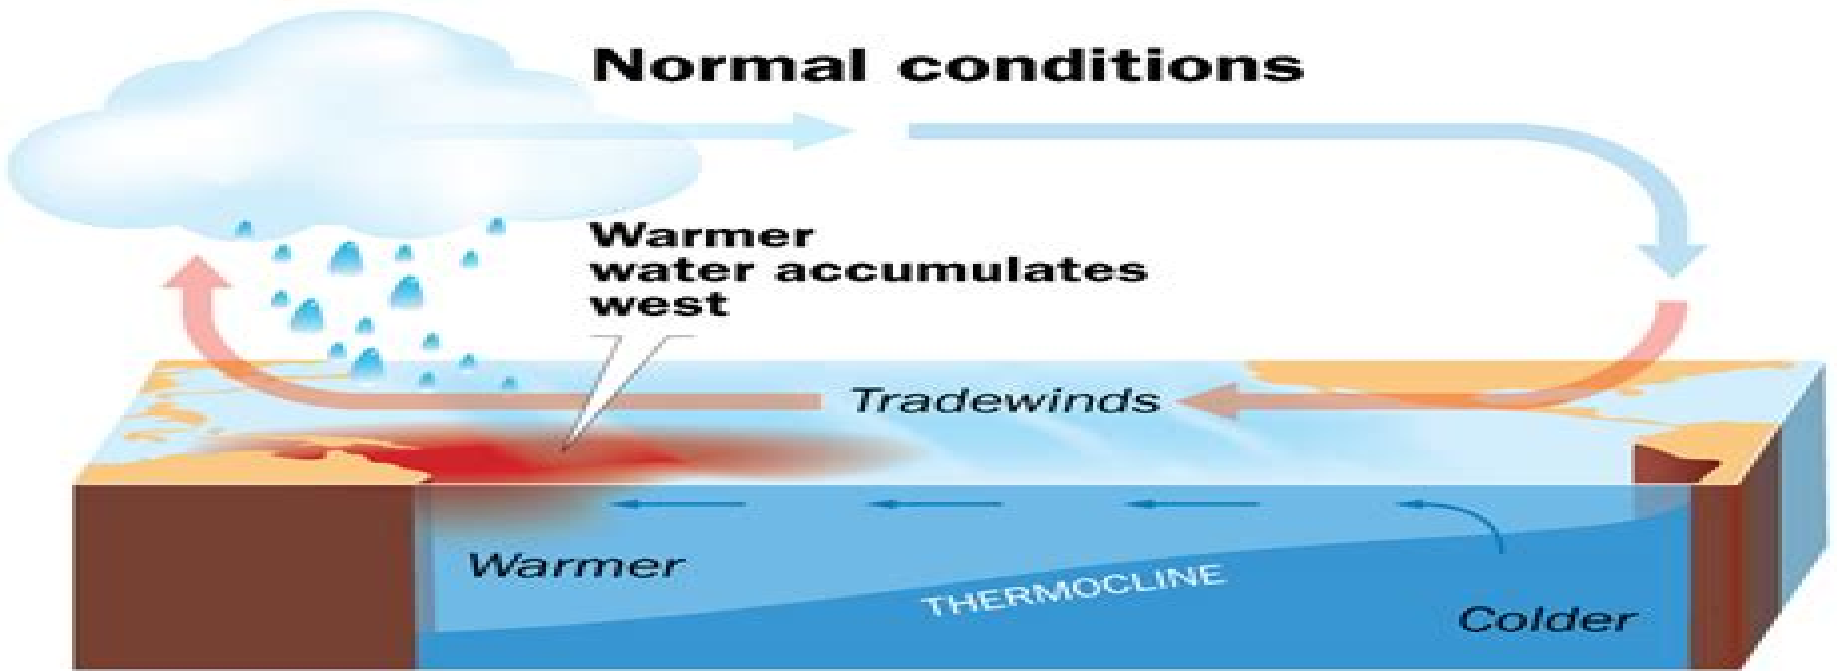 Normal conditions
Warmer
water accumulates
west
Tradewinds
Warmer
THERMOCLINE
Colder